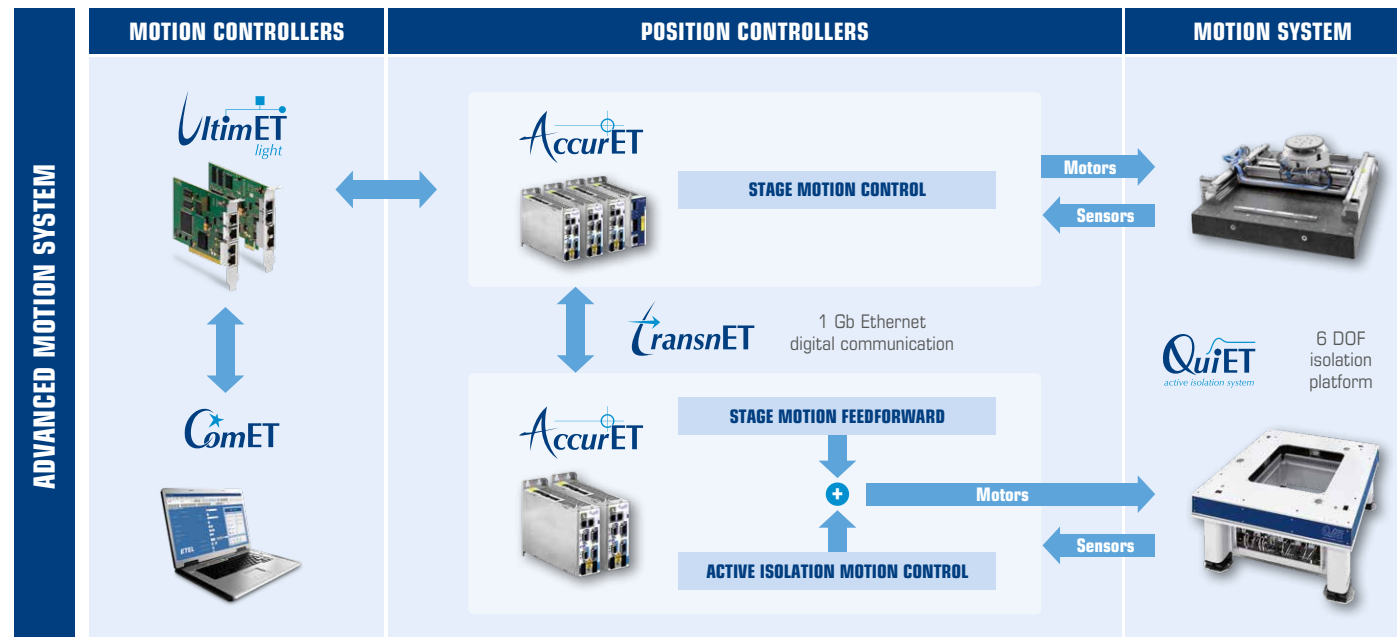 ADVANCED MOTION SYSTEM
MOTION CONTROLLERS
POSITION CONTROLLERS
MOTION SYSTEM
UltimET
light
AccurET
STAGE MOTION CONTROL
Motors
Sensors
TransnET
1 Gb Ethernet
digital communication
QuiET
active isolation system
6 DOF
isolation
platform
ComET
ETEL
AccurET
STAGE MOTION FEEDFORWARD
+
Motors
Sensors
ACTIVE ISOLATION MOTION CONTROL